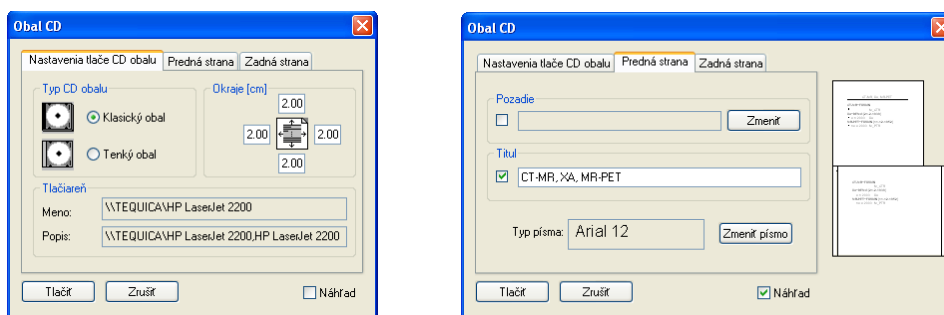 Obal CD
Nastavenia tlače CD obalu Predná strana Zadná strana
Typ CD obalu
Klasický obal
Tenký obal
Okraje [cm]
2.00
2.00 2.00
2.00
Tlačiareň
Meno: \\TEQUICA\HP LaserJet 2200
Popis: \\TEQUICA\HP LaserJet 2200,HP LaserJet 2200
Tlačiť Zrušiť Náhľad
Obal CD
Nastavenia tlače CD obalu Predná strana Zadná strana
Pozadie
Zmeniť
Titul
CT-MR, XA, MR-PET
Typ písma: Arial 12 Zmeniť písmo
Tlačiť Zrušiť Náhľad